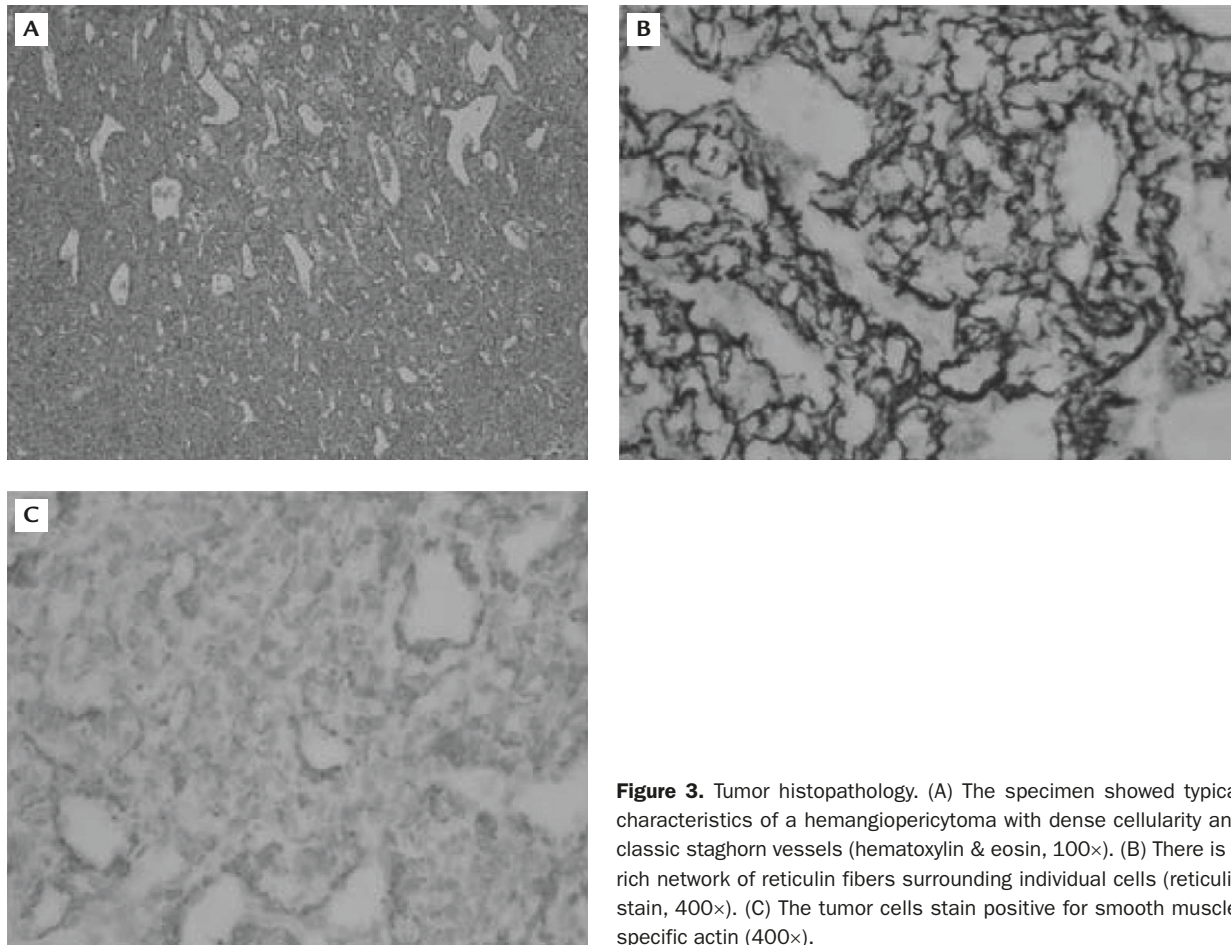 A
B
C
Figure 3. Tumor histopathology. (A) The specimen showed typica
characteristics of a hemangiopericytoma with dense cellularity an
classic staghorn vessels (hematoxylin & eosin, 100×). (B) There is
rich network of reticulin fibers surrounding individual cells (reticuli
stain, 400×). (C) The tumor cells stain positive for smooth muscle
specific actin (400×).